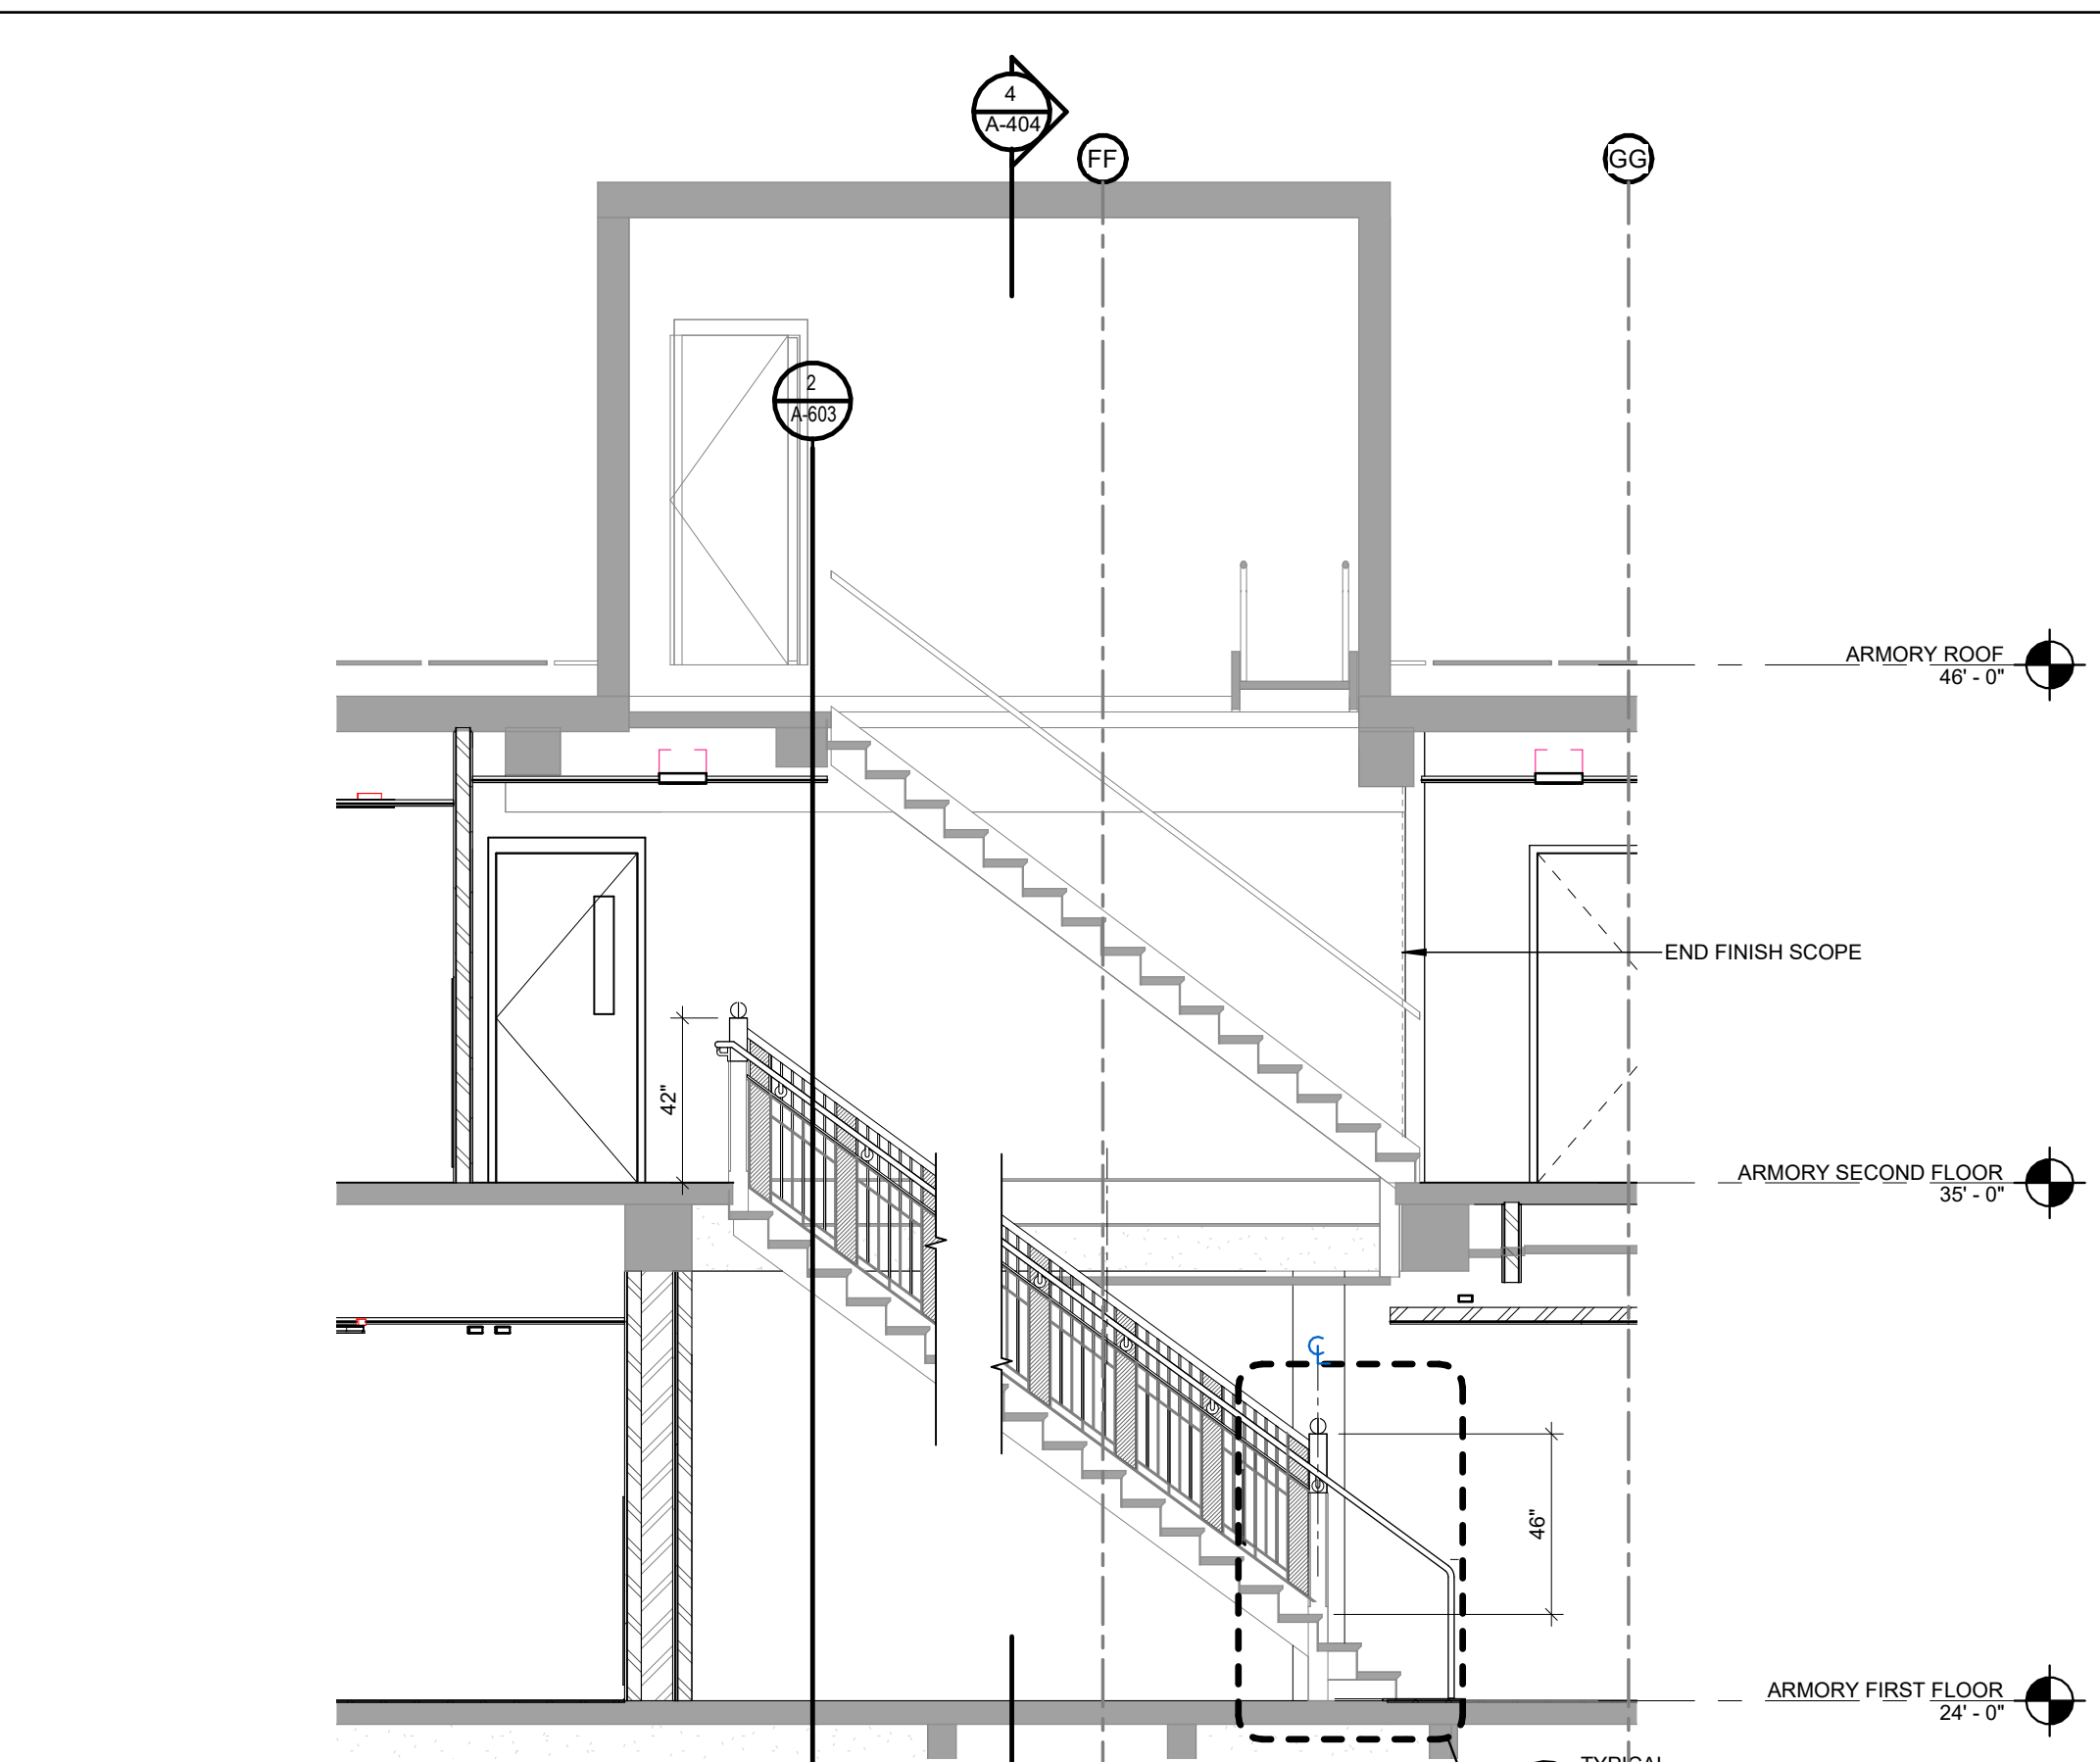 4
A-404
FF
GG
2
A-603
ARMORY ROOF
46' - 0"
END FINISH SCOPE
42"
ARMORY SECOND FLOOR
35' - 0"
℄
46"
ARMORY FIRST FLOOR
24' - 0"
TYPICAL